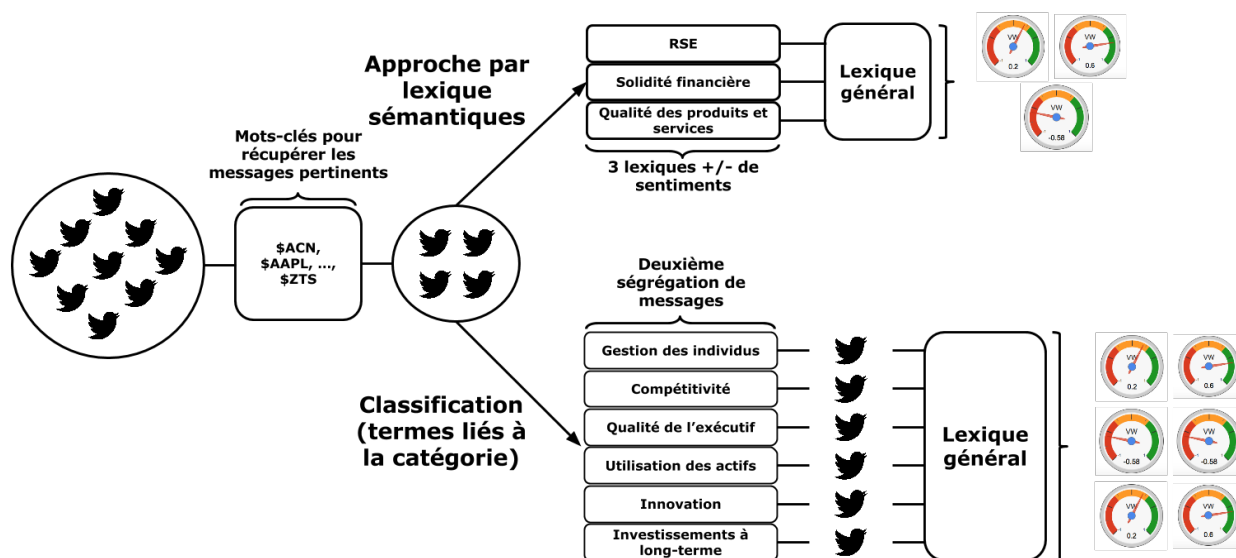 Approche par
lexique
sémantiques
RSE
Solidité financière
Qualité des produits et
services
3 lexiques +/- de
sentiments
Lexique
général
VW
0.2
VW
0.6
VW
-0.58
Mots-clés pour
récupérer les
messages pertinents
$ACN,
$AAPL, ...,
$ZTS
Classification
(termes liés à
la catégorie)
Deuxième
ségrégation de
messages
Gestion des individus
Compétitivité
Qualité de l'exécutif
Utilisation des actifs
Innovation
Investissements à
long-terme
Lexique
général
VW
0.2
VW
0.6
VW
-0.58
VW
-0.58
VW
0.2
VW
0.6